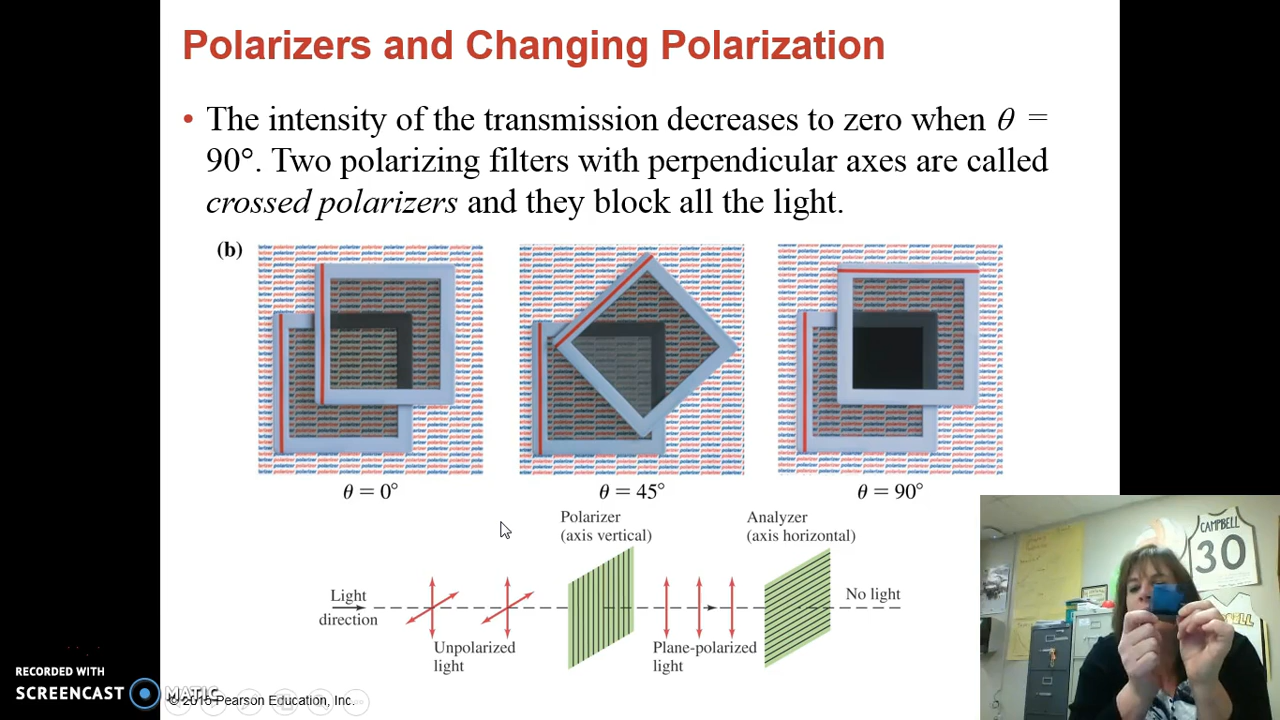 Polarizers and Changing Polarization
• The intensity of the transmission decreases to zero when θ =
90°. Two polarizing filters with perpendicular axes are called
crossed polarizers and they block all the light.
(b)
θ = 0°
θ = 45°
θ = 90°
Polarizer
(axis vertical)
Analyzer
(axis horizontal)
Light
direction
Unpolarized
light
Plane-polarized
light
No light
CAMPBELL
30
RECORDED WITH
SCREENCAST MATIC
© 2015 Pearson Education, Inc.